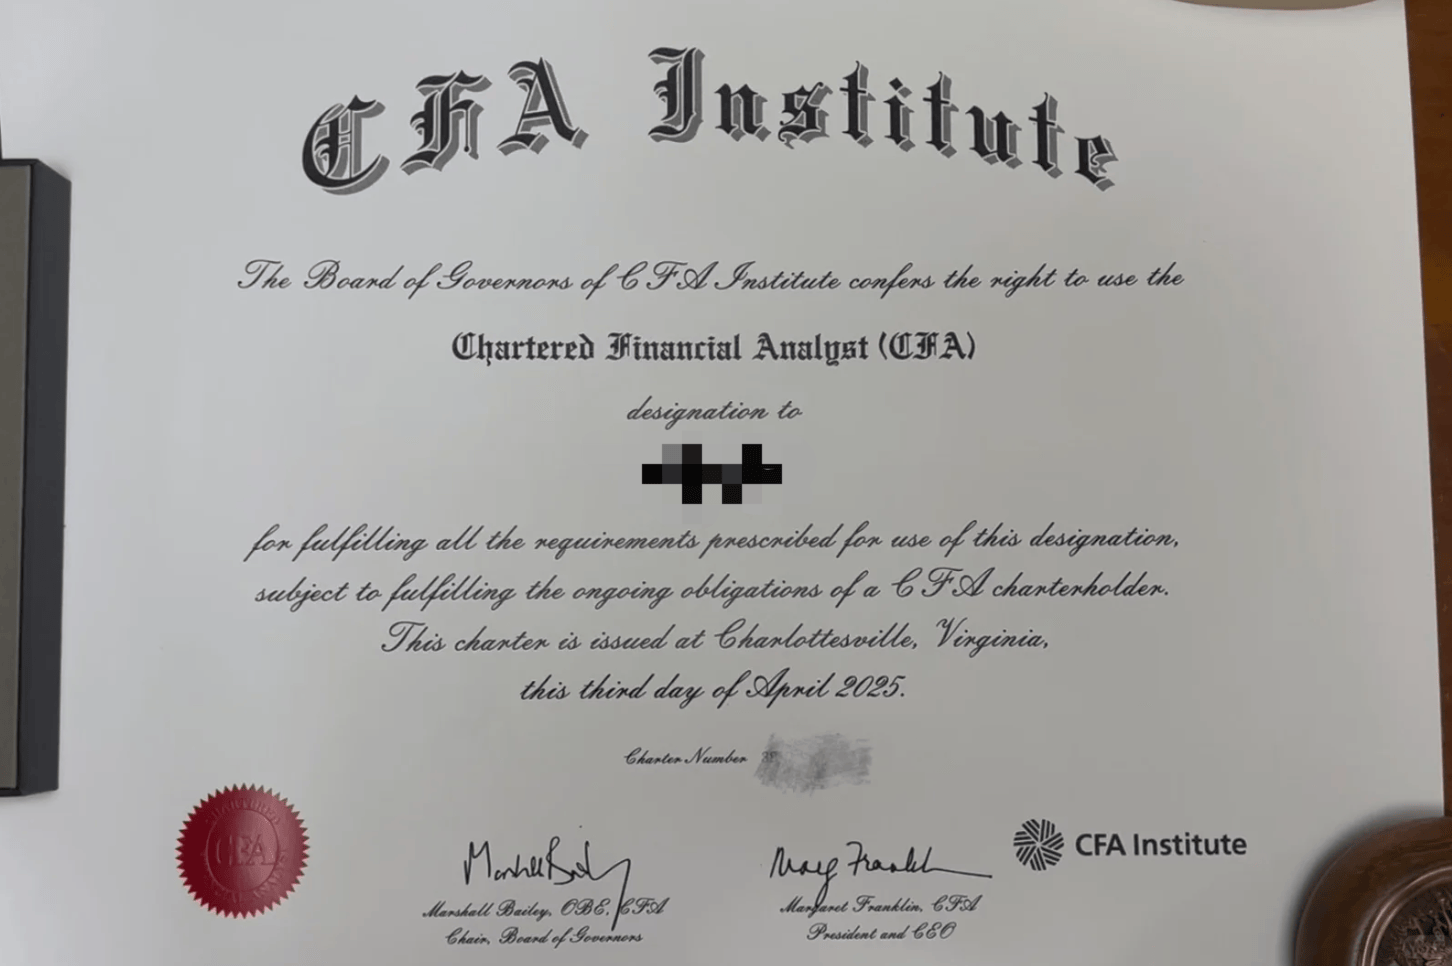 CFA Institute
The Board of Governors of CFA Institute confers the right to use the
Chartered Financial Analyst (CFA)
designation to
for fulfilling all the requirements prescribed for use of this designation,
subject to fulfilling the ongoing obligations of a CFA charterholder.
This charter is issued at Charlottesville, Virginia,
this third day of April 2025.
Charter Number
CFA
Marshall Bailey, OBE, CFA
Chair, Board of Governors
Margaret Franklin, CFA
President and CEO
CFA Institute